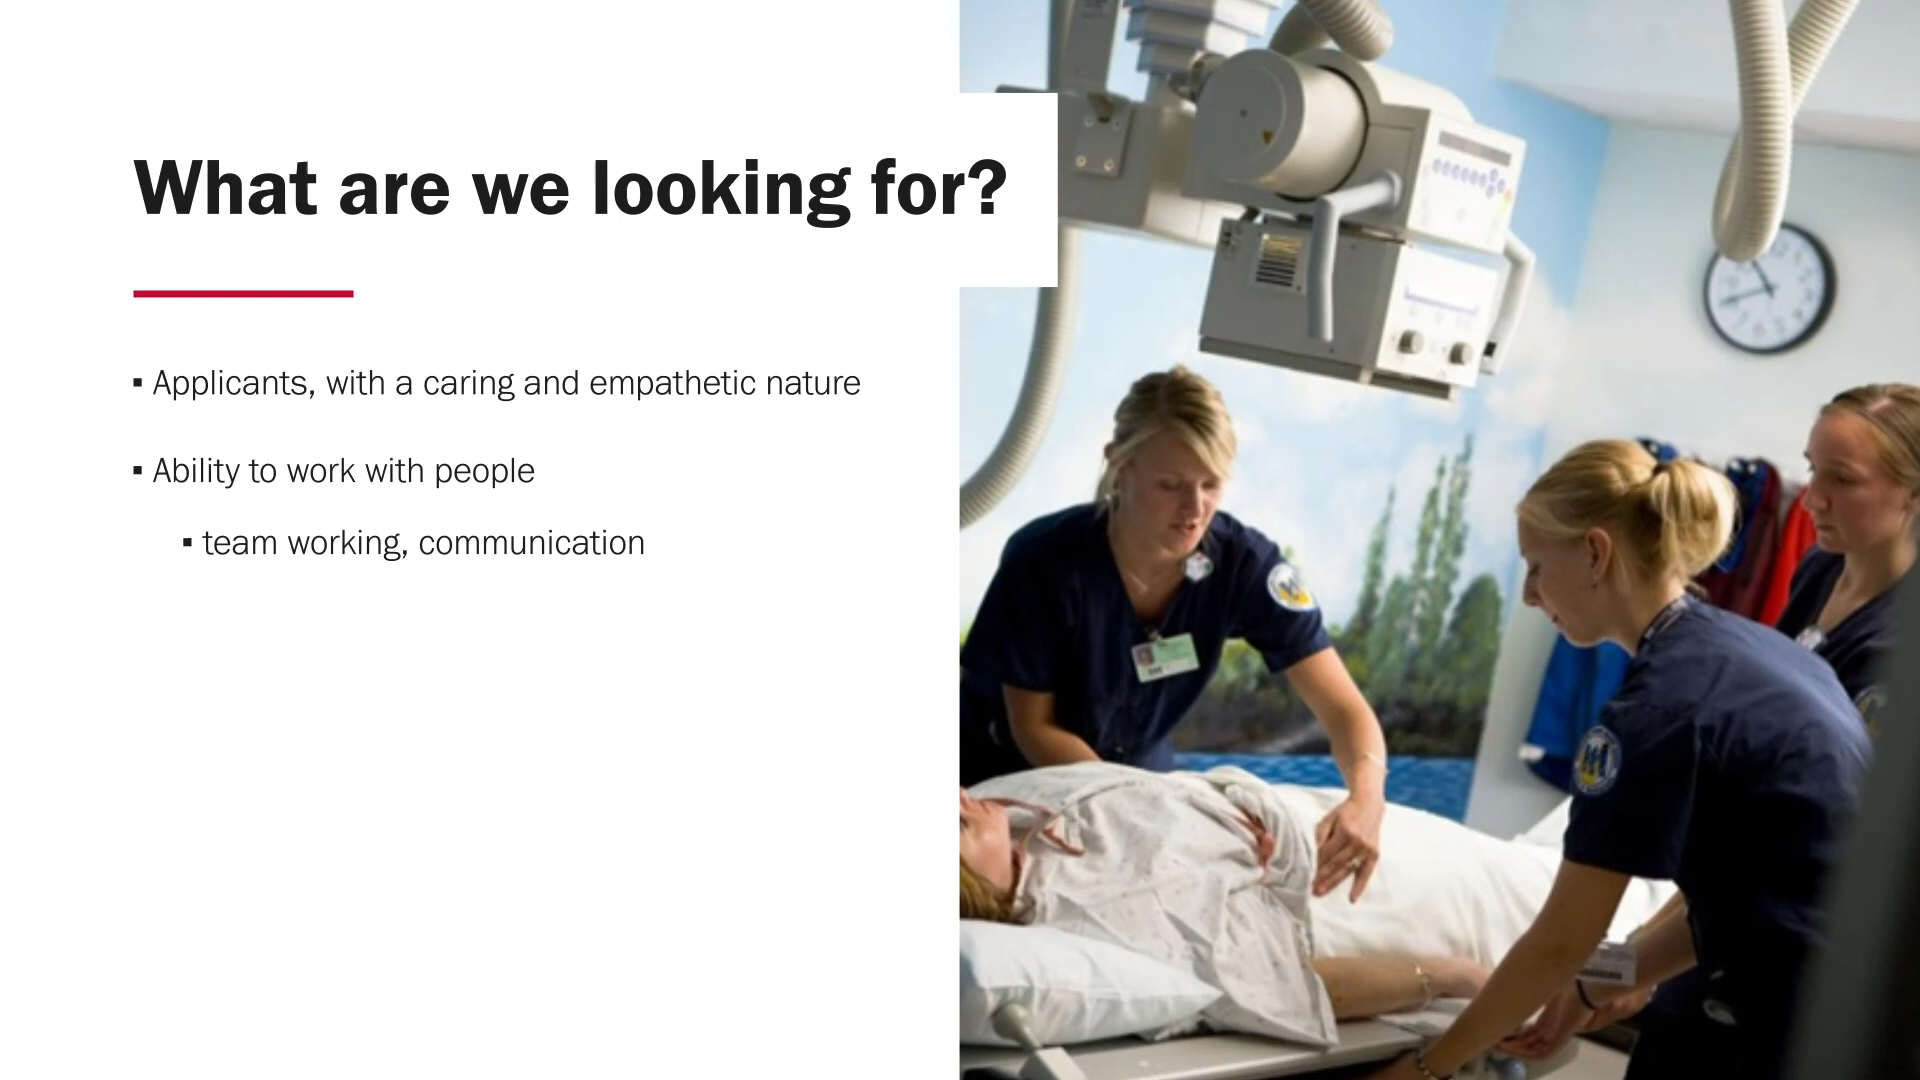 What are we looking for?
▪ Applicants, with a caring and empathetic nature
▪ Ability to work with people
▪ team working, communication